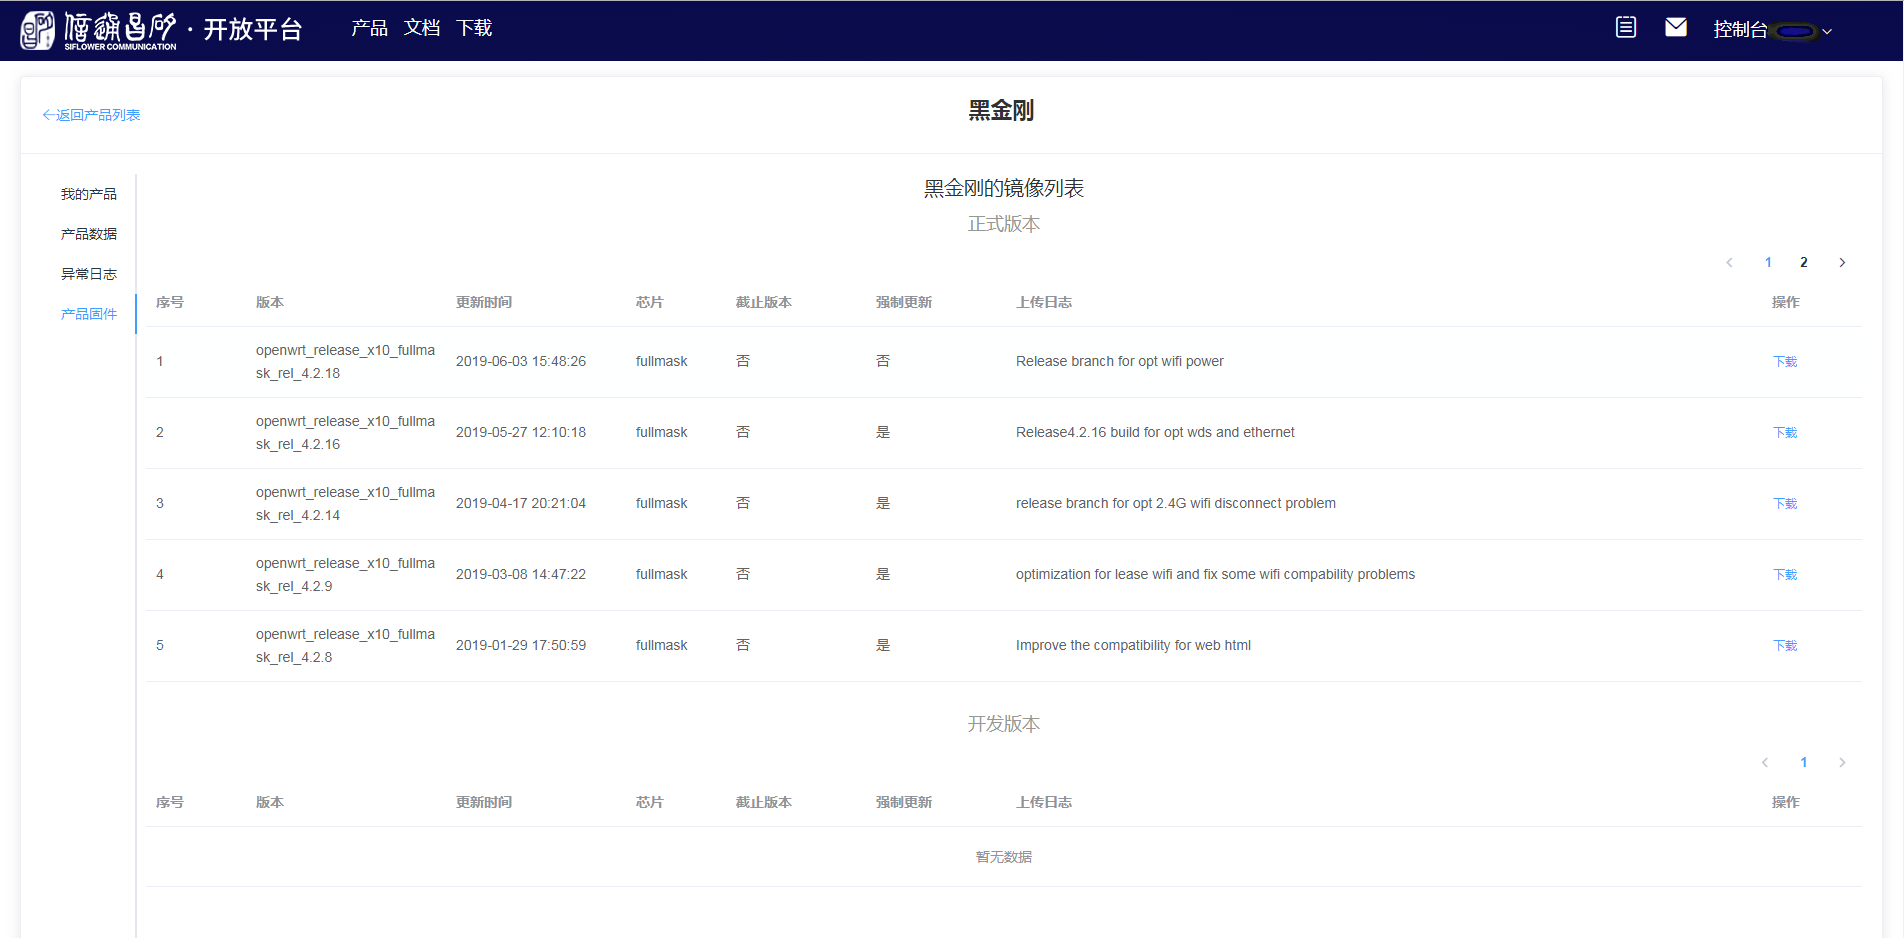 SIFLOWER COMMUNICATION
· 开放平台
产品 文档 下载
控制台
←返回产品列表
黑金刚
我的产品
产品数据
异常日志
产品固件
黑金刚的镜像列表
正式版本
1 2
序号 版本 更新时间 芯片 截止版本 强制更新 上传日志 操作
1 openwrt_release_x10_fullma 2019-06-03 15:48:26 fullmask 否 否 Release branch for opt wifi power 下载
sk_rel_4.2.18
2 openwrt_release_x10_fullma 2019-05-27 12:10:18 fullmask 否 是 Release4.2.16 build for opt wds and ethernet 下载
sk_rel_4.2.16
3 openwrt_release_x10_fullma 2019-04-17 20:21:04 fullmask 否 是 release branch for opt 2.4G wifi disconnect problem 下载
sk_rel_4.2.14
4 openwrt_release_x10_fullma 2019-03-08 14:47:22 fullmask 否 是 optimization for lease wifi and fix some wifi compability problems 下载
sk_rel_4.2.9
5 openwrt_release_x10_fullma 2019-01-29 17:50:59 fullmask 否 是 Improve the compatibility for web html 下载
sk_rel_4.2.8
开发版本
1
序号 版本 更新时间 芯片 截止版本 强制更新 上传日志 操作
暂无数据